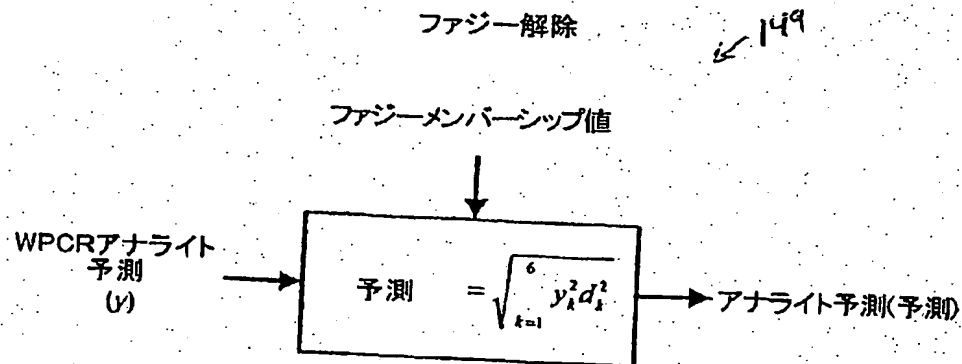 ファジー解除
149
ファジーメンバーシップ値
WPCRアナライト
予測
(y)
予測 = √ 6 k=1 y_k^2 d_k^2
アナライト予測(予測)